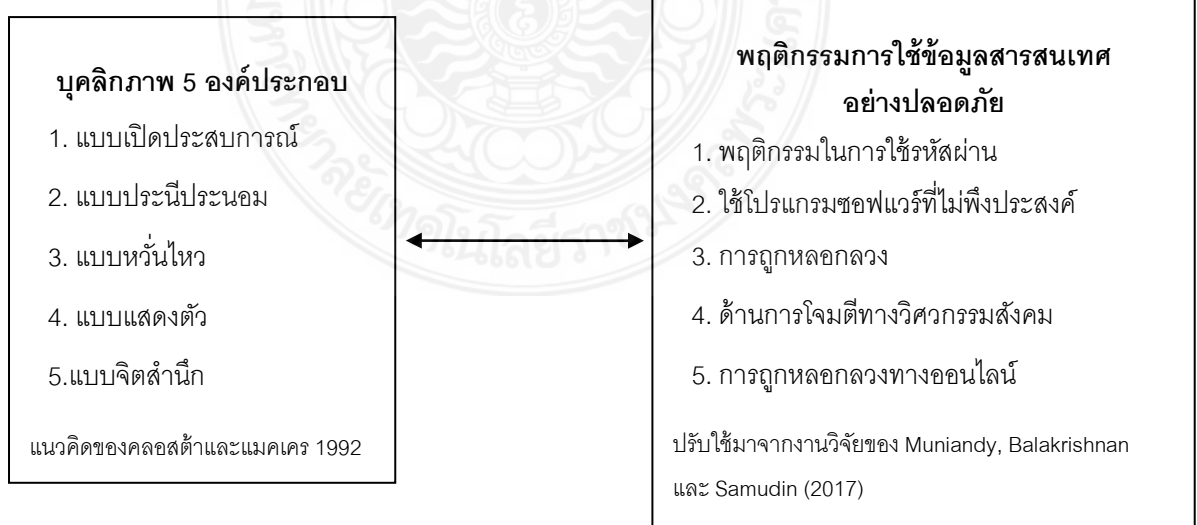 บุคลิกภาพ 5 องค์ประกอบ
1. แบบเปิดประสบการณ์
2. แบบประนีประนอม
3. แบบหวั่นไหว
4. แบบแสดงตัว
5.แบบจิตสำนึก
แนวคิดของคลอสต้าและแมคเคร 1992
พฤติกรรมการใช้ข้อมูลสารสนเทศ
อย่างปลอดภัย
1. พฤติกรรมในการใช้รหัสผ่าน
2. ใช้โปรแกรมซอฟแวร์ที่ไม่พึงประสงค์
3. การถูกหลอกลวง
4. ด้านการโจมตีทางวิศวกรรมสังคม
5. การถูกหลอกลวงทางออนไลน์
ปรับใช้มาจากงานวิจัยของ Muniandy, Balakrishnan
และ Samudin (2017)